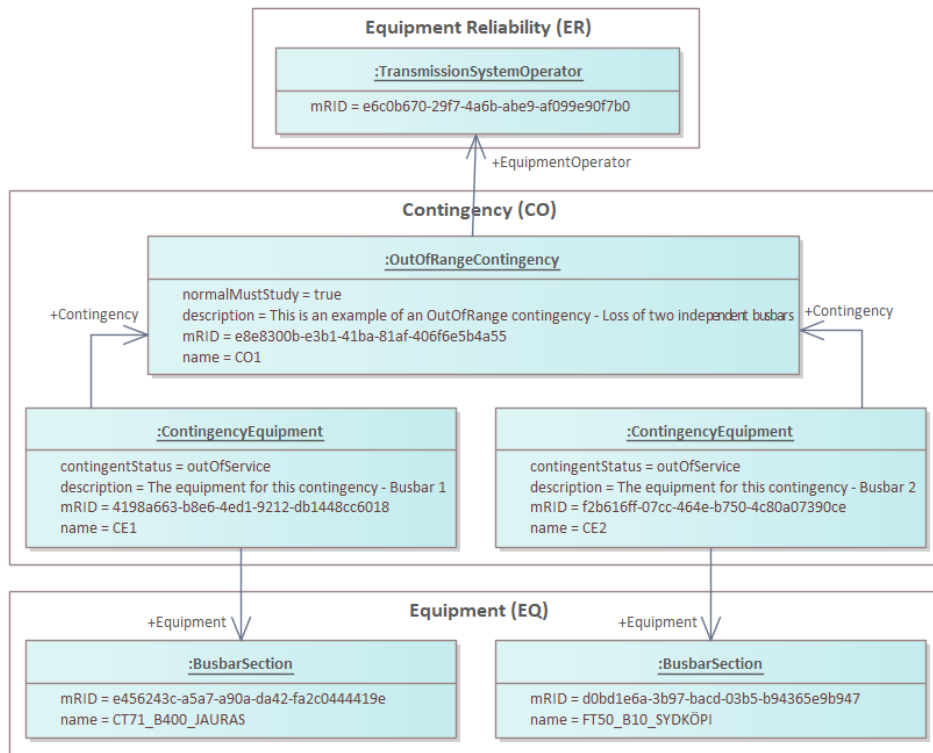 Equipment Reliability (ER)
:TransmissionSystemOperator
mRID = e6c0b670-29f7-4a6b-abe9-af099e90f7b0
+EquipmentOperator
Contingency (CO)
:OutOfRangeContingency
normalMustStudy = true
description = This is an example of an OutOfRange contingency - Loss of two independent busbars
mRID = e8e8300b-e3b1-41ba-81af-406f6e5b4a55
name = CO1
+Contingency
+Contingency
:ContingencyEquipment
contingentStatus = outOfService
description = The equipment for this contingency - Busbar 1
mRID = 4198a663-b8e6-4ed1-9212-db1448cc6018
name = CE1
:ContingencyEquipment
contingentStatus = outOfService
description = The equipment for this contingency - Busbar 2
mRID = f2b616ff-07cc-464e-b750-4c80a07390ce
name = CE2
Equipment (EQ)
+Equipment
+Equipment
:BusbarSection
mRID = e456243c-a5a7-a90a-da42-fa2c0444419e
name = CT71_B400_JAURAS
:BusbarSection
mRID = d0bd1e6a-3b97-bacd-03b5-b94365e9b947
name = FT50_B10_SYDKÖPI